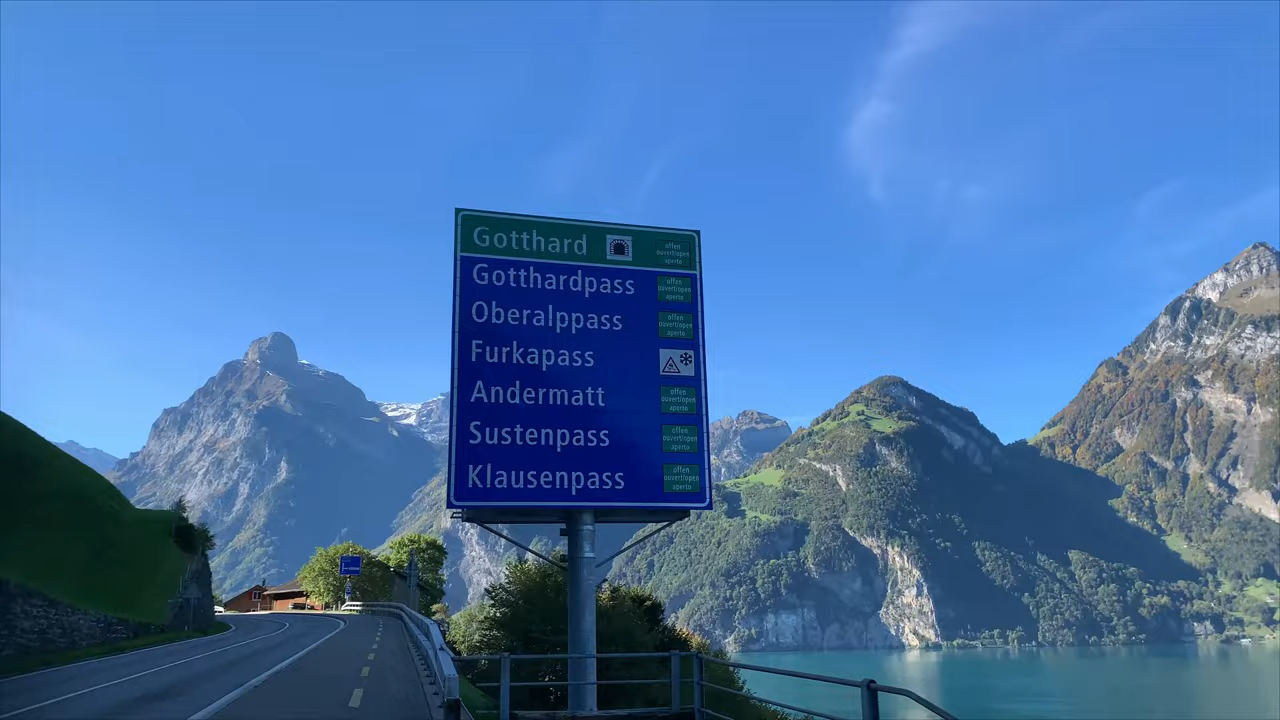 Gotthard
offen
ouvert/open
aperto
Gotthardpass
offen
ouvert/open
aperto
Oberalppass
offen
ouvert/open
aperto
Furkapass
Andermatt
offen
ouvert/open
aperto
Sustenpass
offen
ouvert/open
aperto
Klausenpass
offen
ouvert/open
aperto